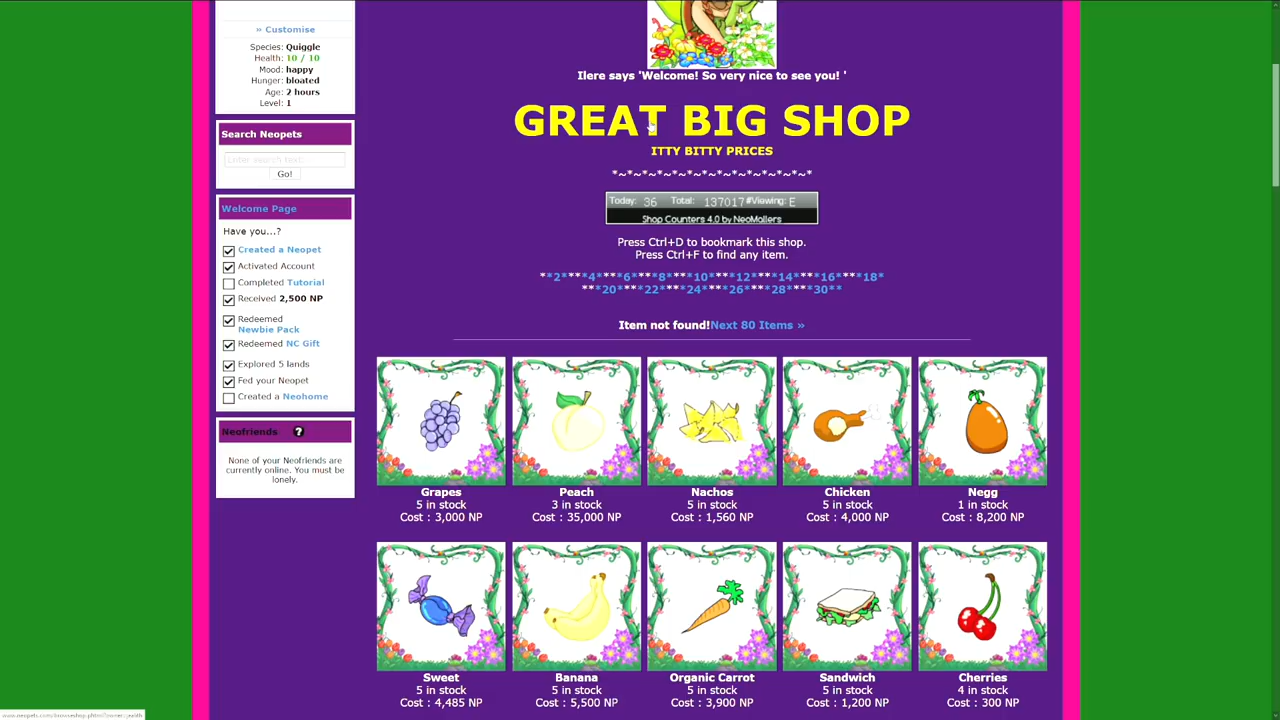 » Customise
Species: Quiggle
Health: 10 / 10
Mood: happy
Hunger: bloated
Age: 2 hours
Level: 1
Search Neopets
Enter search text:
Go!
Welcome Page
Have you...?
Created a Neopet
Activated Account
Completed Tutorial
Received 2,500 NP
Redeemed
Newbie Pack
Redeemed NC Gift
Explored 5 lands
Fed your Neopet
Created a Neohome
Neofriends ?
None of your Neofriends are
currently online. You must be
lonely.
Ilere says 'Welcome! So very nice to see you! '
GREAT BIG SHOP
ITTY BITTY PRICES
*~*~*~*~*~*~*~*~*~*~*~*~*
Today: 36 Total: 137017 #Viewing: E
Shop Counters 4.0 by NeoMallers
Press Ctrl+D to bookmark this shop.
Press Ctrl+F to find any item.
**2***4***6***8***10***12***14***16***18*
**20***22***24***26***28***30**
Item not found!Next 80 Items »
Grapes Peach Nachos Chicken Negg
5 in stock 3 in stock 5 in stock 5 in stock 1 in stock
Cost : 3,000 NP Cost : 35,000 NP Cost : 1,560 NP Cost : 4,000 NP Cost : 8,200 NP
Sweet Banana Organic Carrot Sandwich Cherries
5 in stock 5 in stock 5 in stock 5 in stock 4 in stock
Cost : 4,485 NP Cost : 5,500 NP Cost : 3,900 NP Cost : 1,200 NP Cost : 300 NP